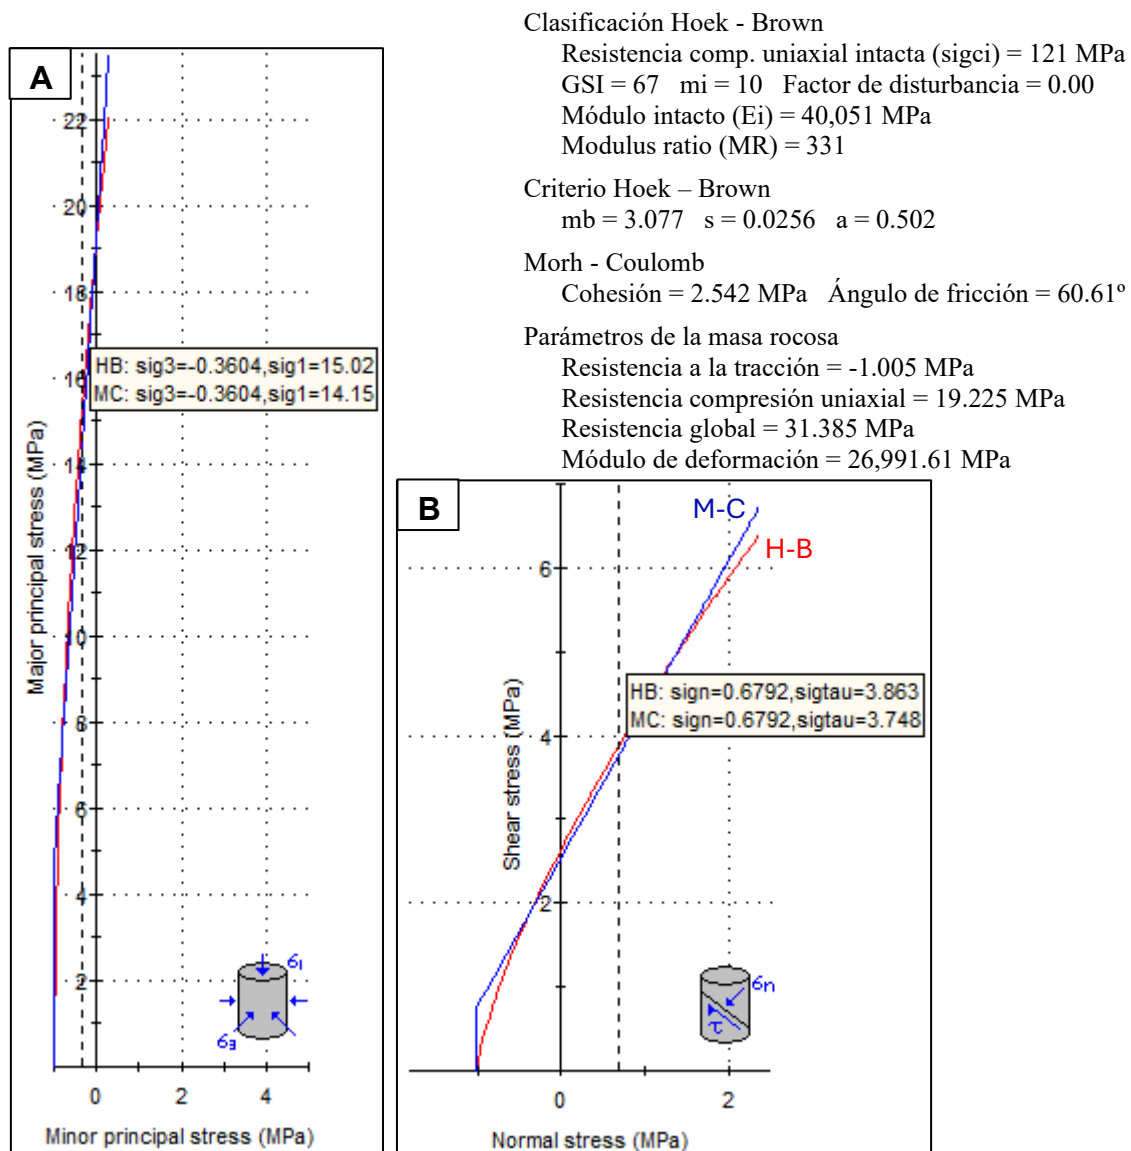 Clasificación Hoek - Brown
Resistencia comp. uniaxial intacta (sigci) = 121 MPa
GSI = 67 mi = 10 Factor de disturbancia = 0.00
Módulo intacto (Ei) = 40,051 MPa
Modulus ratio (MR) = 331
Criterio Hoek – Brown
mb = 3.077 s = 0.0256 a = 0.502
Morh - Coulomb
Cohesión = 2.542 MPa Ángulo de fricción = 60.61º
Parámetros de la masa rocosa
Resistencia a la tracción = -1.005 MPa
Resistencia compresión uniaxial = 19.225 MPa
Resistencia global = 31.385 MPa
Módulo de deformación = 26,991.61 MPa
A
22
20
18
16
14
12
10
8
6
4
2
HB: sig3=-0.3604,sig1=15.02
MC: sig3=-0.3604,sig1=14.15
Major principal stress (MPa)
σ1
σ3
0 2 4
Minor principal stress (MPa)
B
M-C
H-B
6
4
2
HB: sign=0.6792,sigtau=3.863
MC: sign=0.6792,sigtau=3.748
Shear stress (MPa)
σn
τ
0 2
Normal stress (MPa)